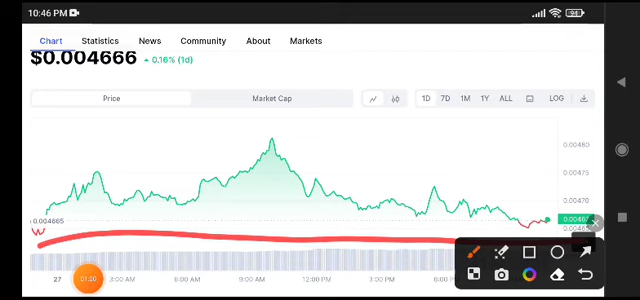 10:46 PM
94
Chart Statistics News Community About Markets
$0.004666 0.16% (1d)
Price Market Cap
1D 7D 1M 1Y ALL LOG
0.00480
0.00475
0.00470
0.004665
27 01:20 3:00 AM 6:00 AM 9:00 AM 12:00 PM 3:00 PM